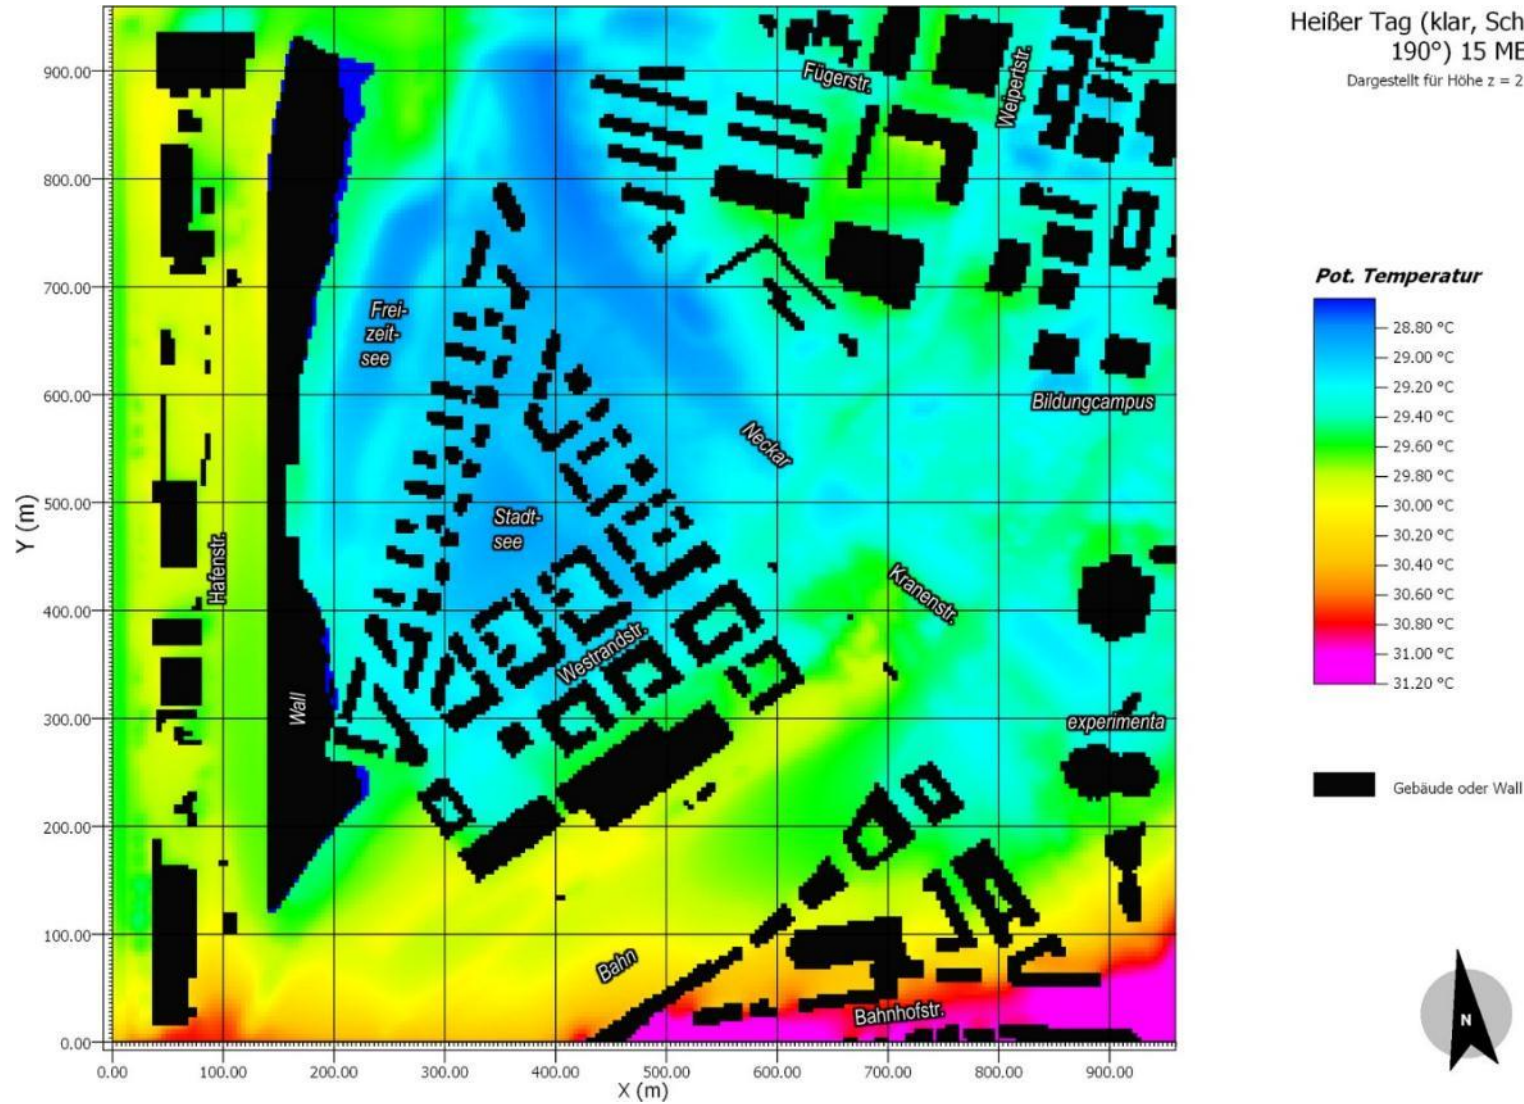 Heißer Tag (klar, Sch
190°) 15 ME
Dargestellt für Höhe z = 2
Fügerstr.
Weipertstr.
Frei-
zeit-
see
Bildungcampus
Neckar
Stadt-
see
Hafenstr.
Kranenstr.
Westrandstr.
Wall
experimenta
Bahn
Bahnhofstr.
Y (m)
900.00
800.00
700.00
600.00
500.00
400.00
300.00
200.00
100.00
0.00
0.00 100.00 200.00 300.00 400.00 500.00 600.00 700.00 800.00 900.00
X (m)
Pot. Temperatur
28.80 °C
29.00 °C
29.20 °C
29.40 °C
29.60 °C
29.80 °C
30.00 °C
30.20 °C
30.40 °C
30.60 °C
30.80 °C
31.00 °C
31.20 °C
Gebäude oder Wall
N